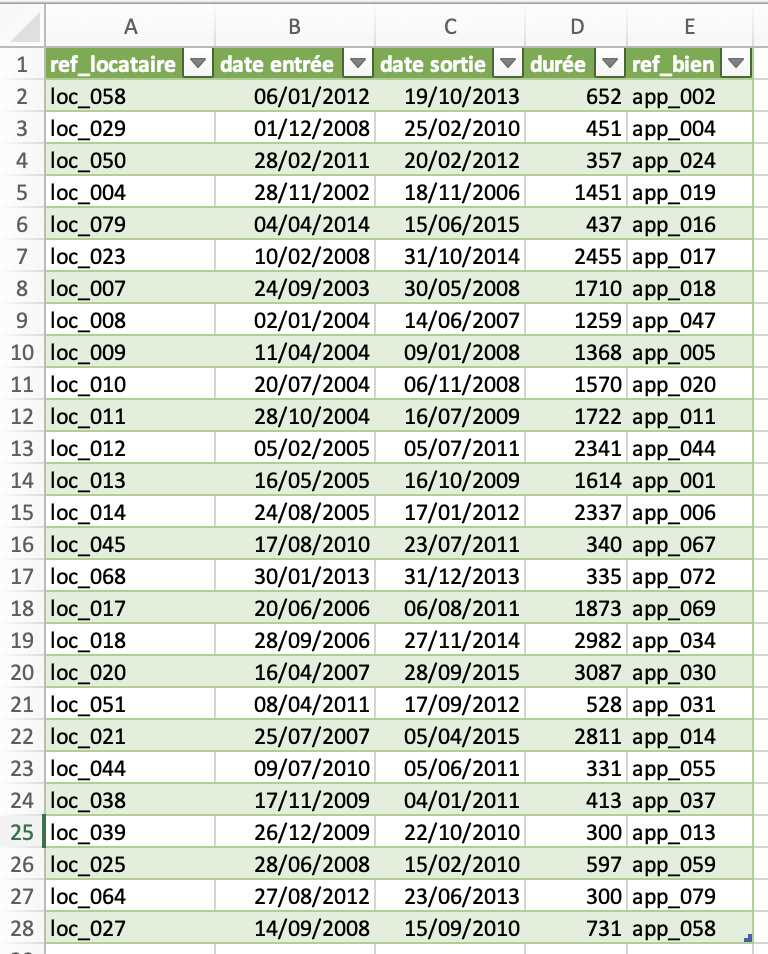 A B C D E
1 ref_locataire date entrée date sortie durée ref_bien
2 loc_058 06/01/2012 19/10/2013 652 app_002
3 loc_029 01/12/2008 25/02/2010 451 app_004
4 loc_050 28/02/2011 20/02/2012 357 app_024
5 loc_004 28/11/2002 18/11/2006 1451 app_019
6 loc_079 04/04/2014 15/06/2015 437 app_016
7 loc_023 10/02/2008 31/10/2014 2455 app_017
8 loc_007 24/09/2003 30/05/2008 1710 app_018
9 loc_008 02/01/2004 14/06/2007 1259 app_047
10 loc_009 11/04/2004 09/01/2008 1368 app_005
11 loc_010 20/07/2004 06/11/2008 1570 app_020
12 loc_011 28/10/2004 16/07/2009 1722 app_011
13 loc_012 05/02/2005 05/07/2011 2341 app_044
14 loc_013 16/05/2005 16/10/2009 1614 app_001
15 loc_014 24/08/2005 17/01/2012 2337 app_006
16 loc_045 17/08/2010 23/07/2011 340 app_067
17 loc_068 30/01/2013 31/12/2013 335 app_072
18 loc_017 20/06/2006 06/08/2011 1873 app_069
19 loc_018 28/09/2006 27/11/2014 2982 app_034
20 loc_020 16/04/2007 28/09/2015 3087 app_030
21 loc_051 08/04/2011 17/09/2012 528 app_031
22 loc_021 25/07/2007 05/04/2015 2811 app_014
23 loc_044 09/07/2010 05/06/2011 331 app_055
24 loc_038 17/11/2009 04/01/2011 413 app_037
25 loc_039 26/12/2009 22/10/2010 300 app_013
26 loc_025 28/06/2008 15/02/2010 597 app_059
27 loc_064 27/08/2012 23/06/2013 300 app_079
28 loc_027 14/09/2008 15/09/2010 731 app_058